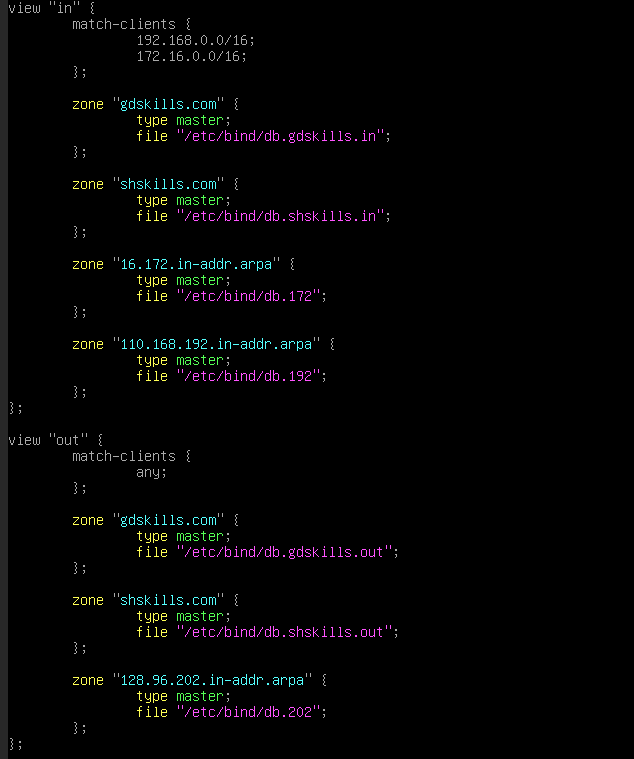 view "in" {
match-clients {
192.168.0.0/16;
172.16.0.0/16;
};
zone "gdskills.com" {
type master;
file "/etc/bind/db.gdskills.in";
};
zone "shskills.com" {
type master;
file "/etc/bind/db.shskills.in";
};
zone "16.172.in-addr.arpa" {
type master;
file "/etc/bind/db.172";
};
zone "110.168.192.in-addr.arpa" {
type master;
file "/etc/bind/db.192";
};
};
view "out" {
match-clients {
any;
};
zone "gdskills.com" {
type master;
file "/etc/bind/db.gdskills.out";
};
zone "shskills.com" {
type master;
file "/etc/bind/db.shskills.out";
};
zone "128.96.202.in-addr.arpa" {
type master;
file "/etc/bind/db.202";
};
};